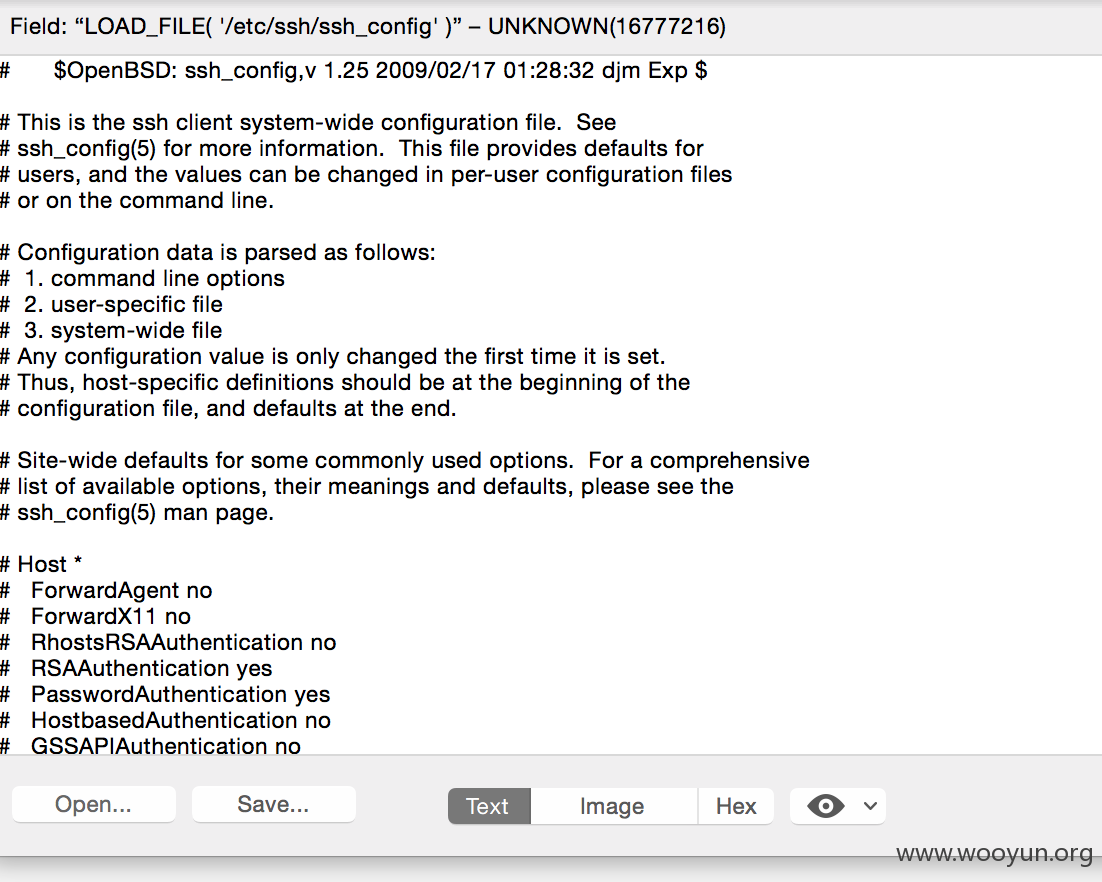 Field: “LOAD_FILE( '/etc/ssh/ssh_config' )” – UNKNOWN(16777216)
# $OpenBSD: ssh_config,v 1.25 2009/02/17 01:28:32 djm Exp $
# This is the ssh client system-wide configuration file.  See
# ssh_config(5) for more information.  This file provides defaults for
# users, and the values can be changed in per-user configuration files
# or on the command line.
# Configuration data is parsed as follows:
#  1. command line options
#  2. user-specific file
#  3. system-wide file
# Any configuration value is only changed the first time it is set.
# Thus, host-specific definitions should be at the beginning of the
# configuration file, and defaults at the end.
# Site-wide defaults for some commonly used options.  For a comprehensive
# list of available options, their meanings and defaults, please see the
# ssh_config(5) man page.
# Host *
#   ForwardAgent no
#   ForwardX11 no
#   RhostsRSAAuthentication no
#   RSAAuthentication yes
#   PasswordAuthentication yes
#   HostbasedAuthentication no
#   GSSAPIAuthentication no
Open... Save... Text Image Hex
www.wooyun.org